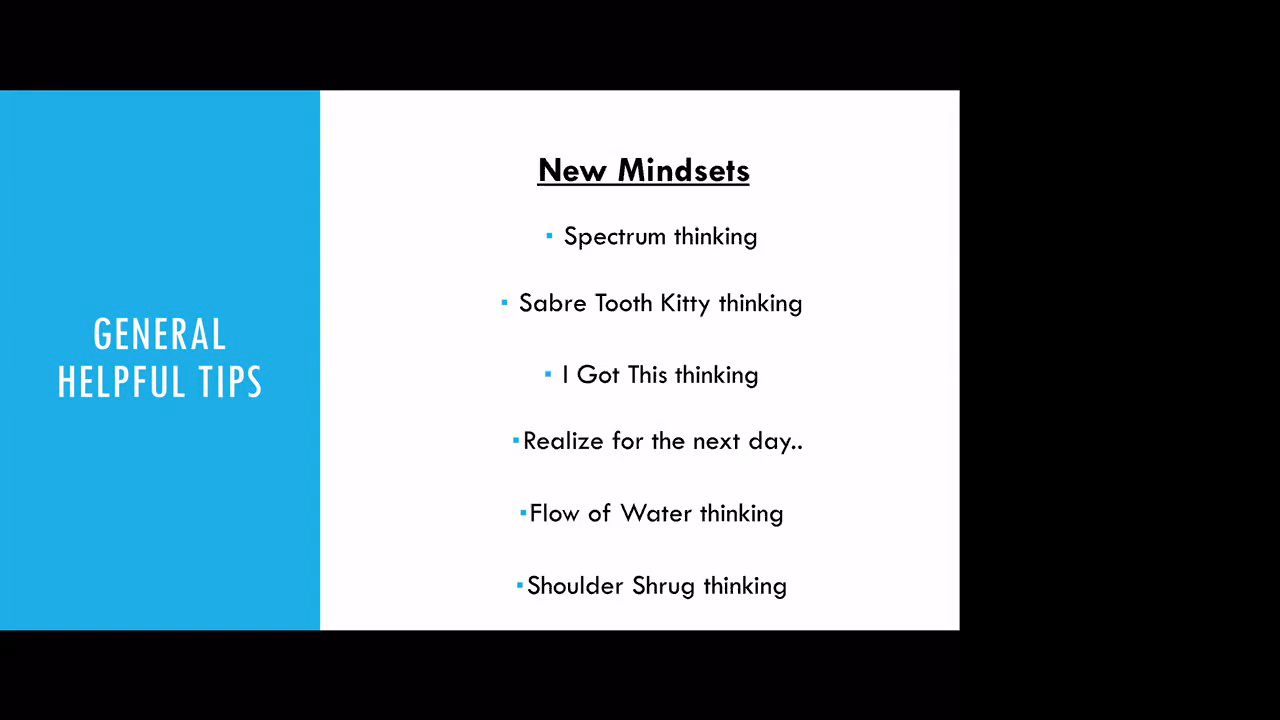 GENERAL
HELPFUL TIPS
New Mindsets
▪ Spectrum thinking
▪ Sabre Tooth Kitty thinking
▪ I Got This thinking
▪Realize for the next day..
▪Flow of Water thinking
▪Shoulder Shrug thinking